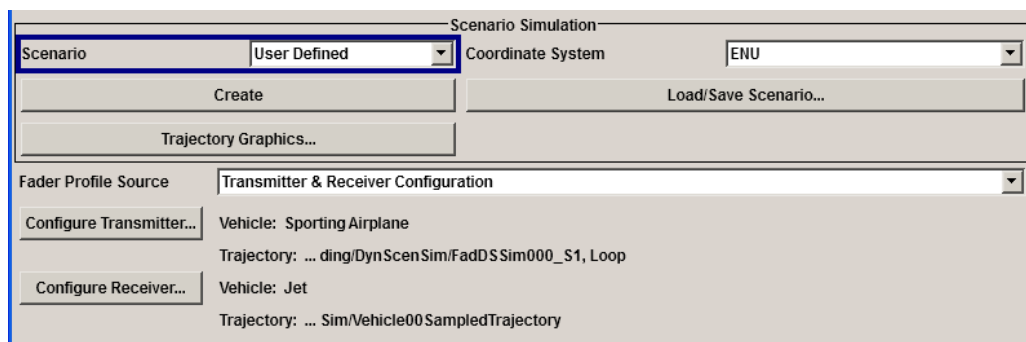 Scenario Simulation
Scenario User Defined Coordinate System ENU
Create Load/Save Scenario...
Trajectory Graphics...
Fader Profile Source Transmitter & Receiver Configuration
Configure Transmitter... Vehicle: Sporting Airplane
Trajectory: ... ding/DynScenSim/FadDSSim000_S1, Loop
Configure Receiver... Vehicle: Jet
Trajectory: ... Sim/Vehicle00SampledTrajectory